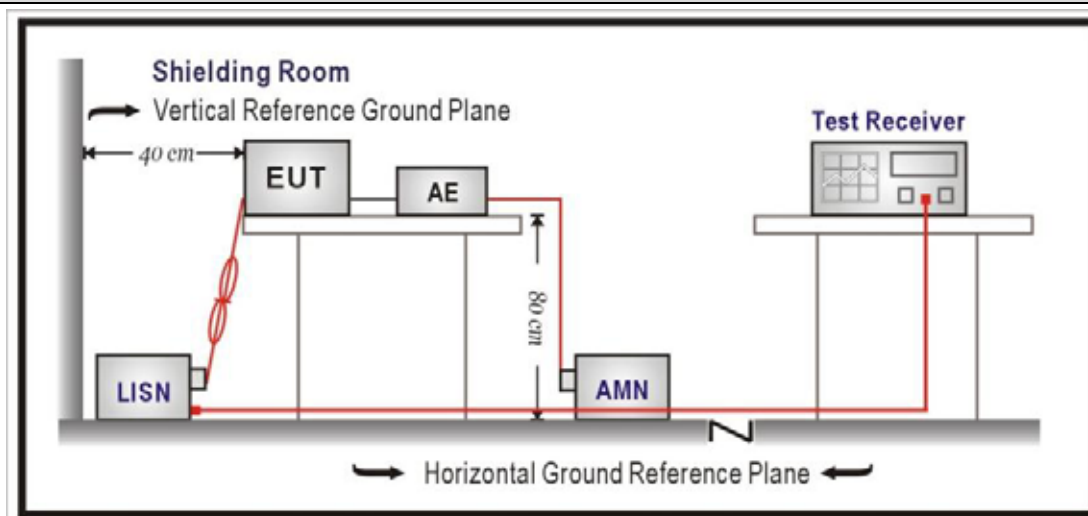 Shielding Room
Vertical Reference Ground Plane
Test Receiver
40 cm
EUT
AE
80 cm
LISN
AMN
Horizontal Ground Reference Plane